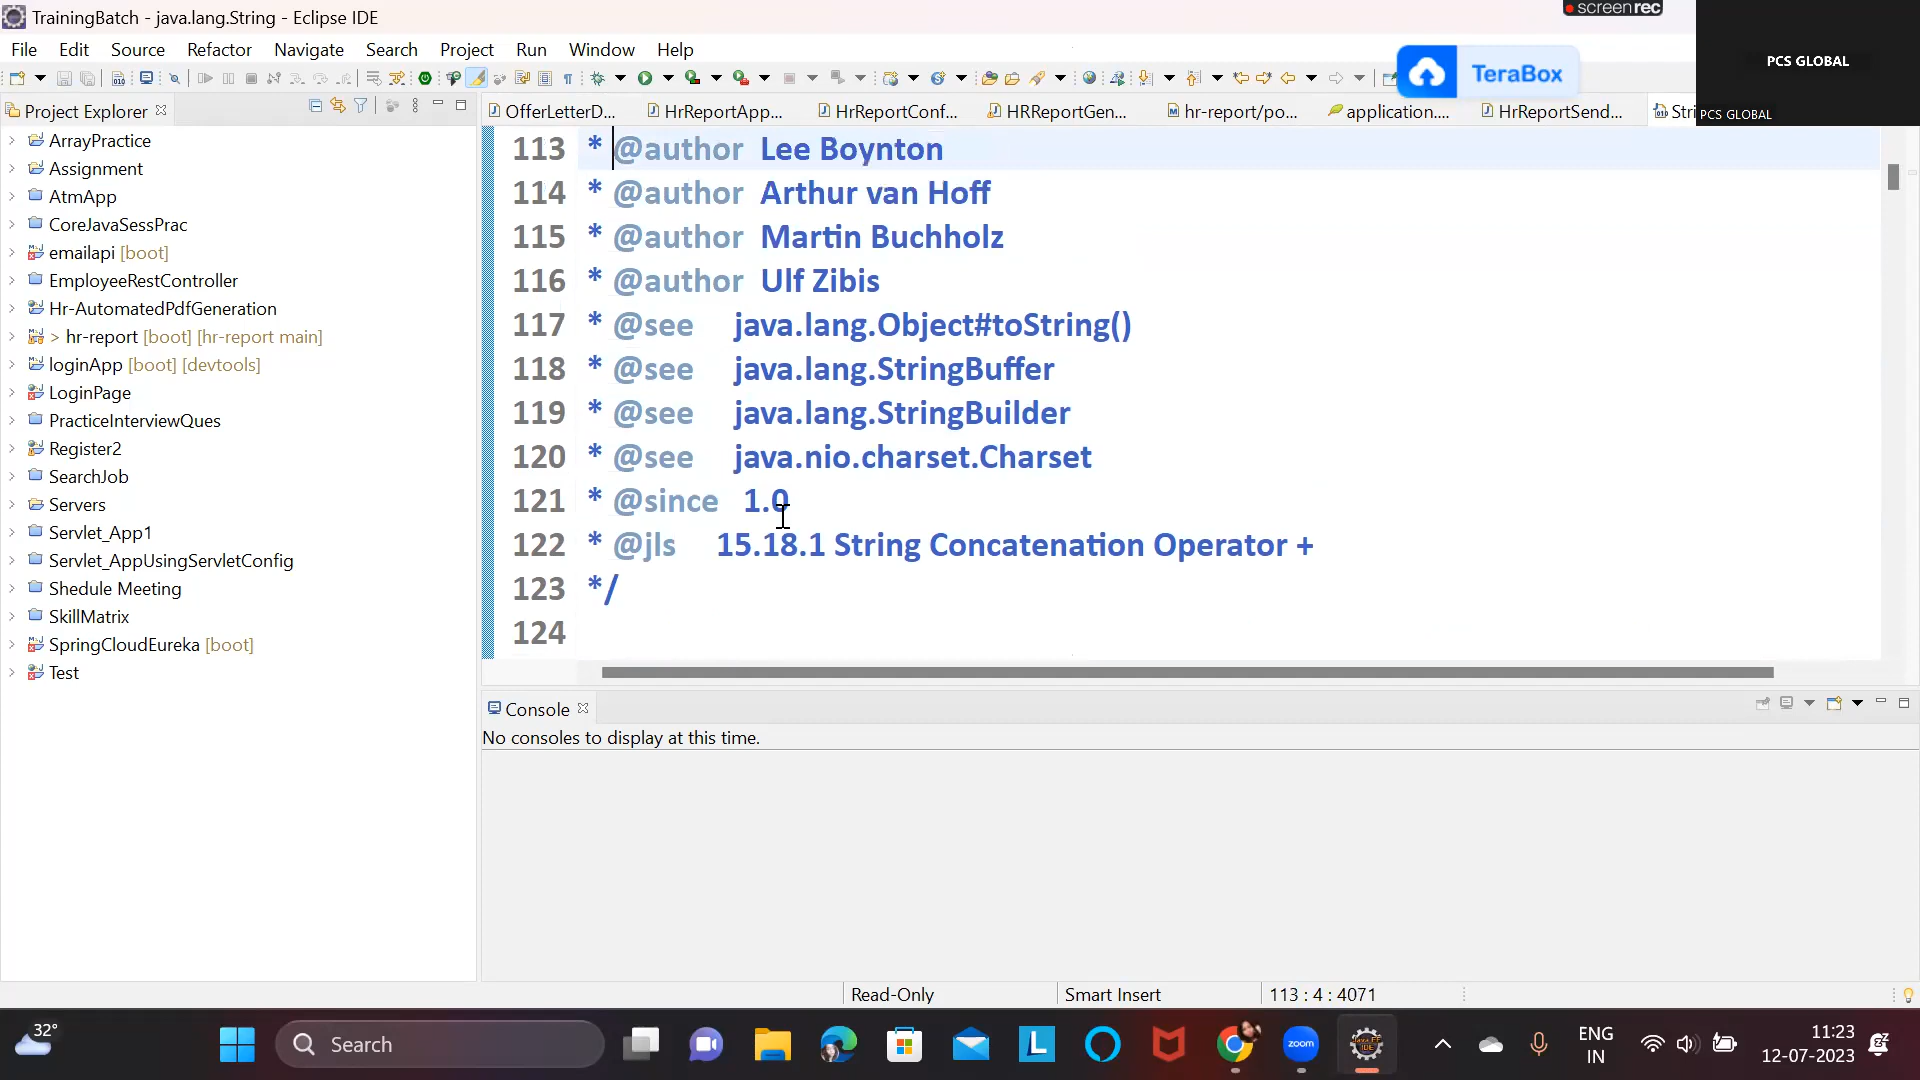 TrainingBatch - java.lang.String - Eclipse IDE
screenrec
PCS GLOBAL
PCS GLOBAL
File Edit Source Refactor Navigate Search Project Run Window Help
TeraBox
Project Explorer
OfferLetterD... HrReportApp... HrReportConf... HRReportGen... hr-report/po... application.... HrReportSend... Stri
ArrayPractice
Assignment
AtmApp
CoreJavaSessPrac
emailapi [boot]
EmployeeRestController
Hr-AutomatedPdfGeneration
> hr-report [boot] [hr-report main]
loginApp [boot] [devtools]
LoginPage
PracticeInterviewQues
Register2
SearchJob
Servers
Servlet_App1
Servlet_AppUsingServletConfig
Shedule Meeting
SkillMatrix
SpringCloudEureka [boot]
Test
113 * @author Lee Boynton
114 * @author Arthur van Hoff
115 * @author Martin Buchholz
116 * @author Ulf Zibis
117 * @see java.lang.Object#toString()
118 * @see java.lang.StringBuffer
119 * @see java.lang.StringBuilder
120 * @see java.nio.charset.Charset
121 * @since 1.0
122 * @jls 15.18.1 String Concatenation Operator +
123 */
124
Console
No consoles to display at this time.
Read-Only Smart Insert 113 : 4 : 4071
32°
Search
L
zoom
ENG
IN
11:23
12-07-2023